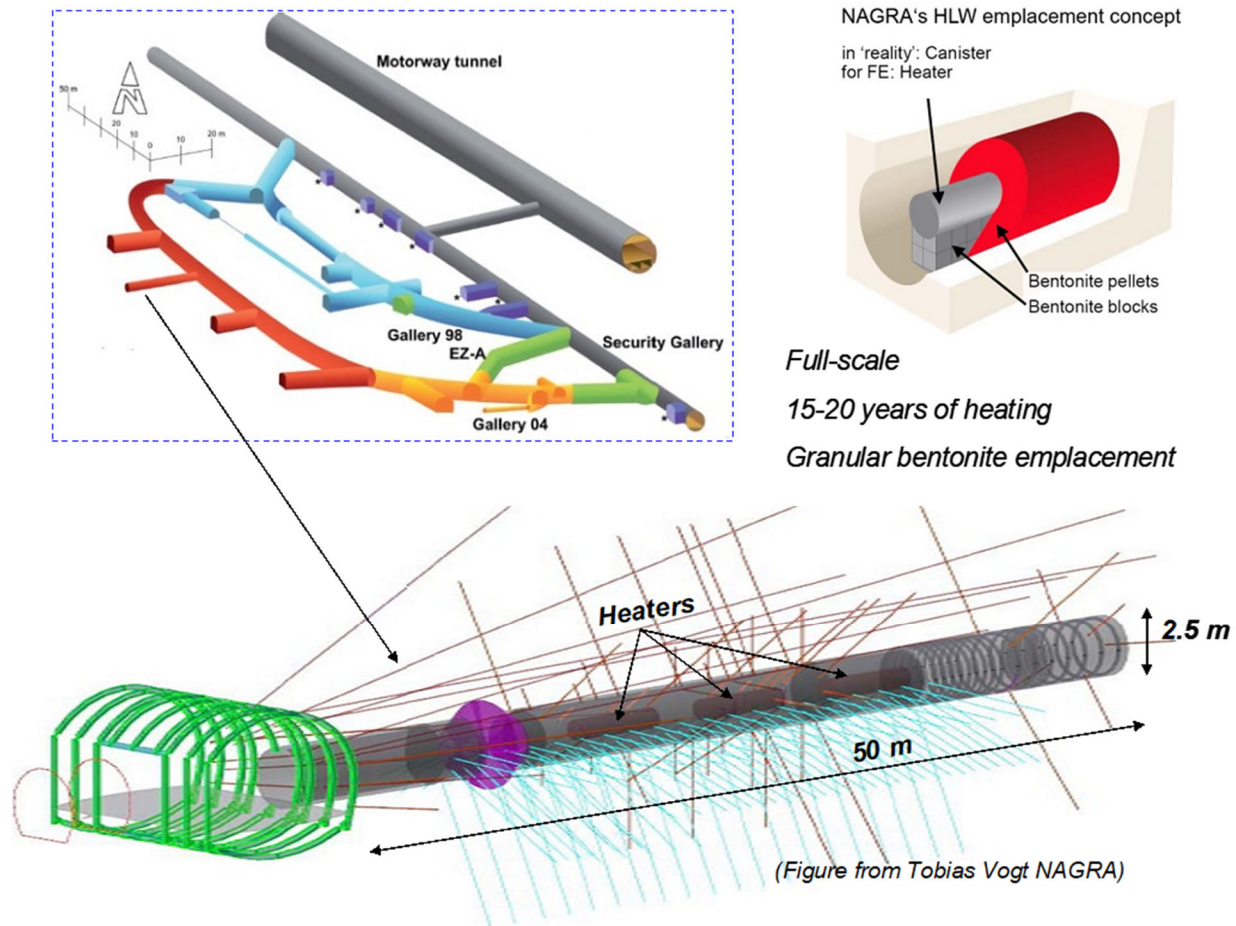 Motorway tunnel
N
50 m
20
10
0
10
20 m
*
*
*
*
*
*
*
Gallery 98
EZ-A
Security Gallery
Gallery 04
NAGRA's HLW emplacement concept
in 'reality': Canister
for FE: Heater
Bentonite pellets
Bentonite blocks
Full-scale
15-20 years of heating
Granular bentonite emplacement
Heaters
2.5 m
50 m
(Figure from Tobias Vogt NAGRA)